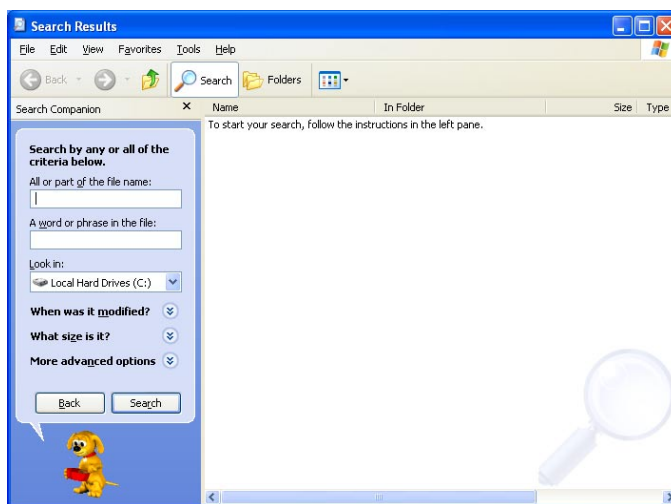 Search Results
File Edit View Favorites Tools Help
Back Search Folders
Search Companion
Name In Folder Size Type
To start your search, follow the instructions in the left pane.
Search by any or all of the
criteria below.
All or part of the file name:
A word or phrase in the file:
Look in:
Local Hard Drives (C:)
When was it modified?
What size is it?
More advanced options
Back Search